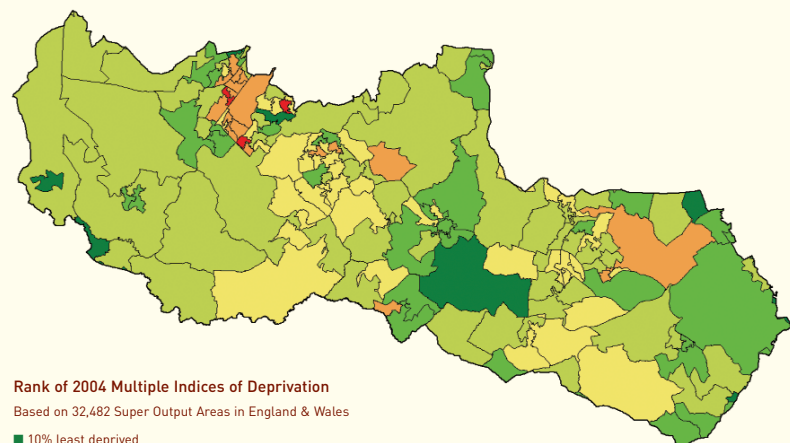 Rank of 2004 Multiple Indices of Deprivation
Based on 32,482 Super Output Areas in England & Wales
10% least deprived